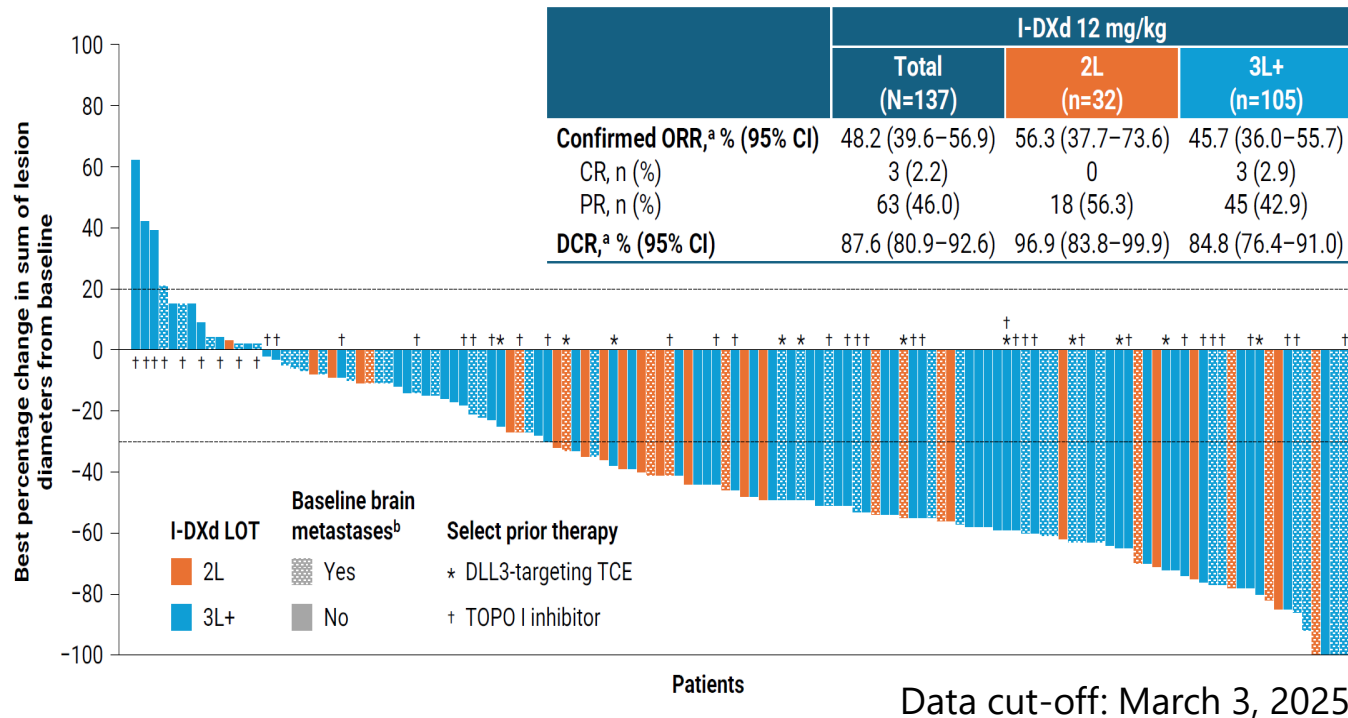 I-DXd 12 mg/kg
Total 2L 3L+
(N=137) (n=32) (n=105)
Confirmed ORR,ª % (95% CI) 48.2 (39.6–56.9) 56.3 (37.7–73.6) 45.7 (36.0–55.7)
CR, n (%) 3 (2.2) 0 3 (2.9)
PR, n (%) 63 (46.0) 18 (56.3) 45 (42.9)
DCR,ª % (95% CI) 87.6 (80.9–92.6) 96.9 (83.8–99.9) 84.8 (76.4–91.0)
Best percentage change in sum of lesion
diameters from baseline
100
80
60
40
20
0
−20
−40
−60
−80
−100
† † † † † † † † †
† † † † † † † * † † * * † † † * * † † † † * † † † * † † † * † * † * † † † † † * † † †
I-DXd LOT
2L
3L+
Baseline brain
metastasesᵇ
Yes
No
Select prior therapy
* DLL3-targeting TCE
† TOPO I inhibitor
Patients
Data cut-off: March 3, 2025